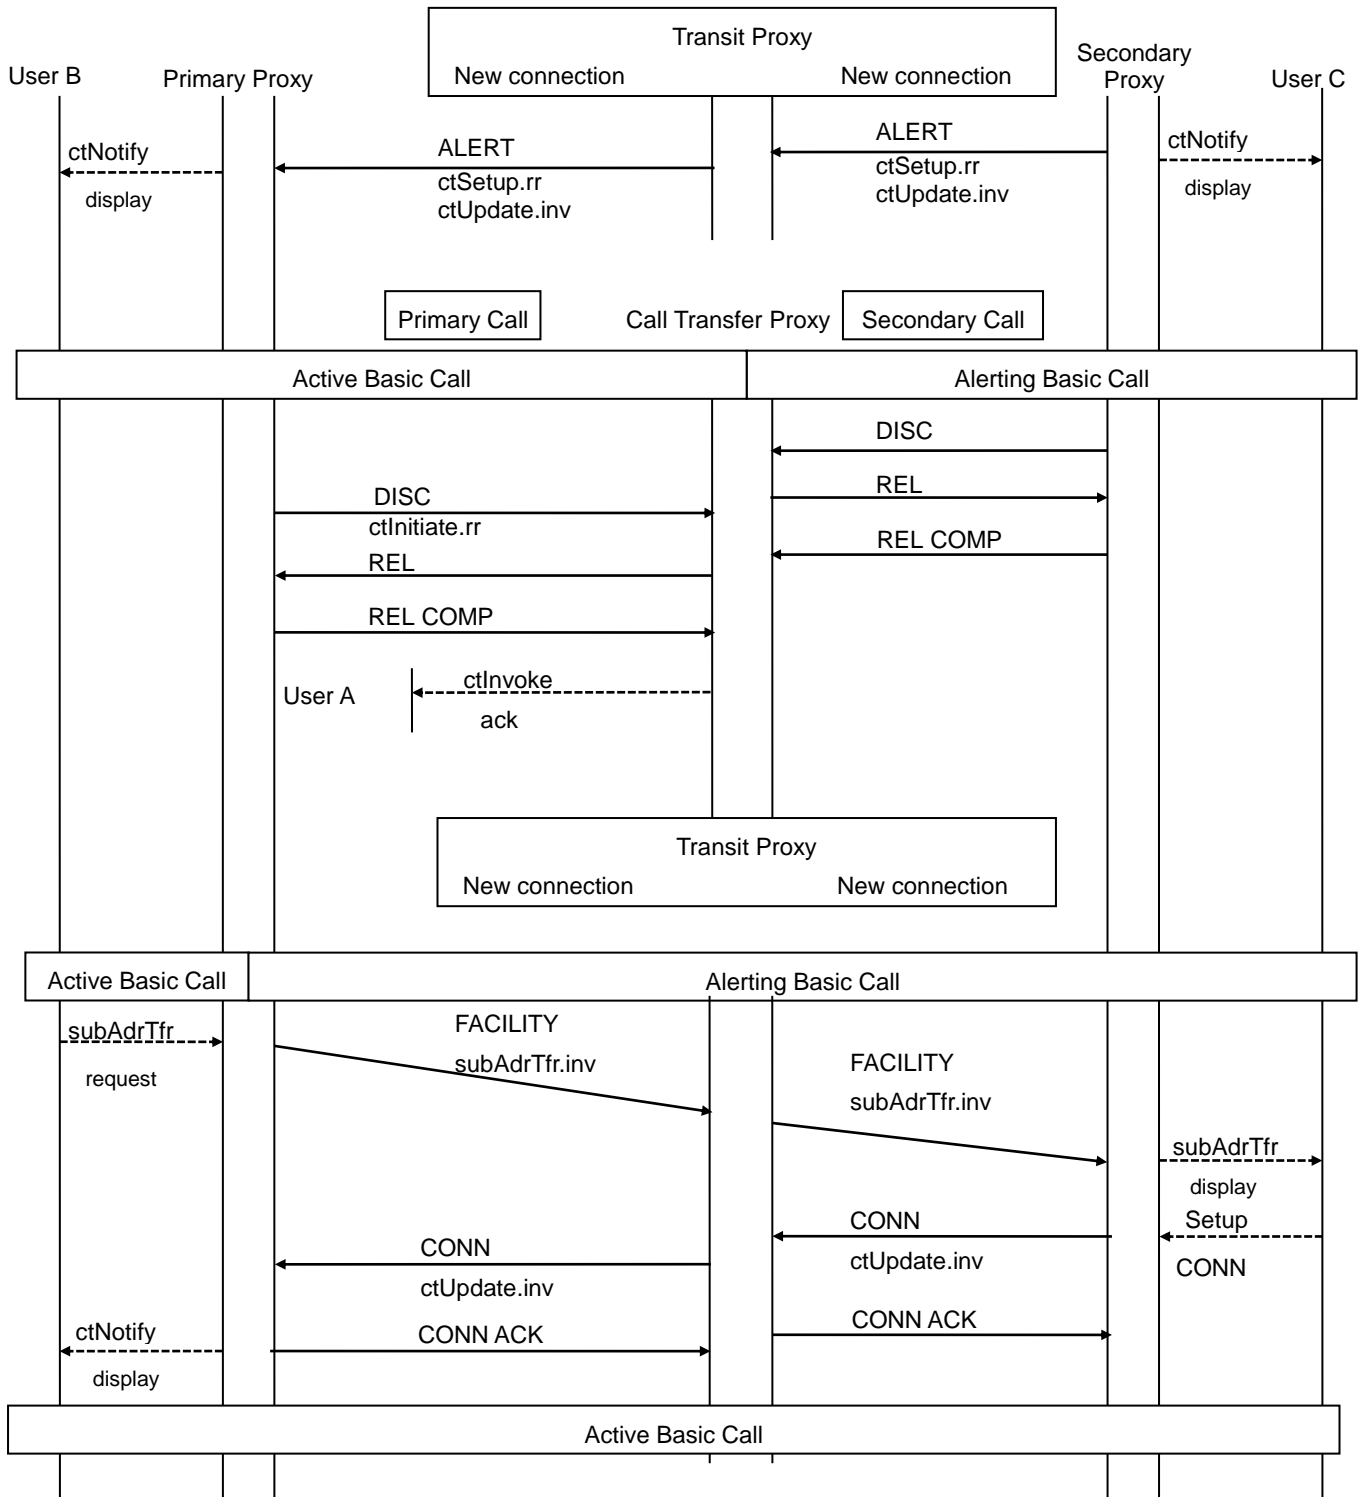 Transit Proxy
New connection
New connection
User B
Primary Proxy
Secondary
Proxy
User C
ctNotify
display
ALERT
ctSetup.rr
ctUpdate.inv
ALERT
ctSetup.rr
ctUpdate.inv
ctNotify
display
Primary Call
Call Transfer Proxy
Secondary Call
Active Basic Call
Alerting Basic Call
DISC
REL
DISC
ctInitiate.rr
REL COMP
REL
REL COMP
User A
ctInvoke
ack
Transit Proxy
New connection
New connection
Active Basic Call
Alerting Basic Call
subAdrTfr
request
FACILITY
subAdrTfr.inv
FACILITY
subAdrTfr.inv
subAdrTfr
display
Setup
CONN
CONN
ctUpdate.inv
CONN
ctUpdate.inv
CONN ACK
ctNotify
display
CONN ACK
Active Basic Call